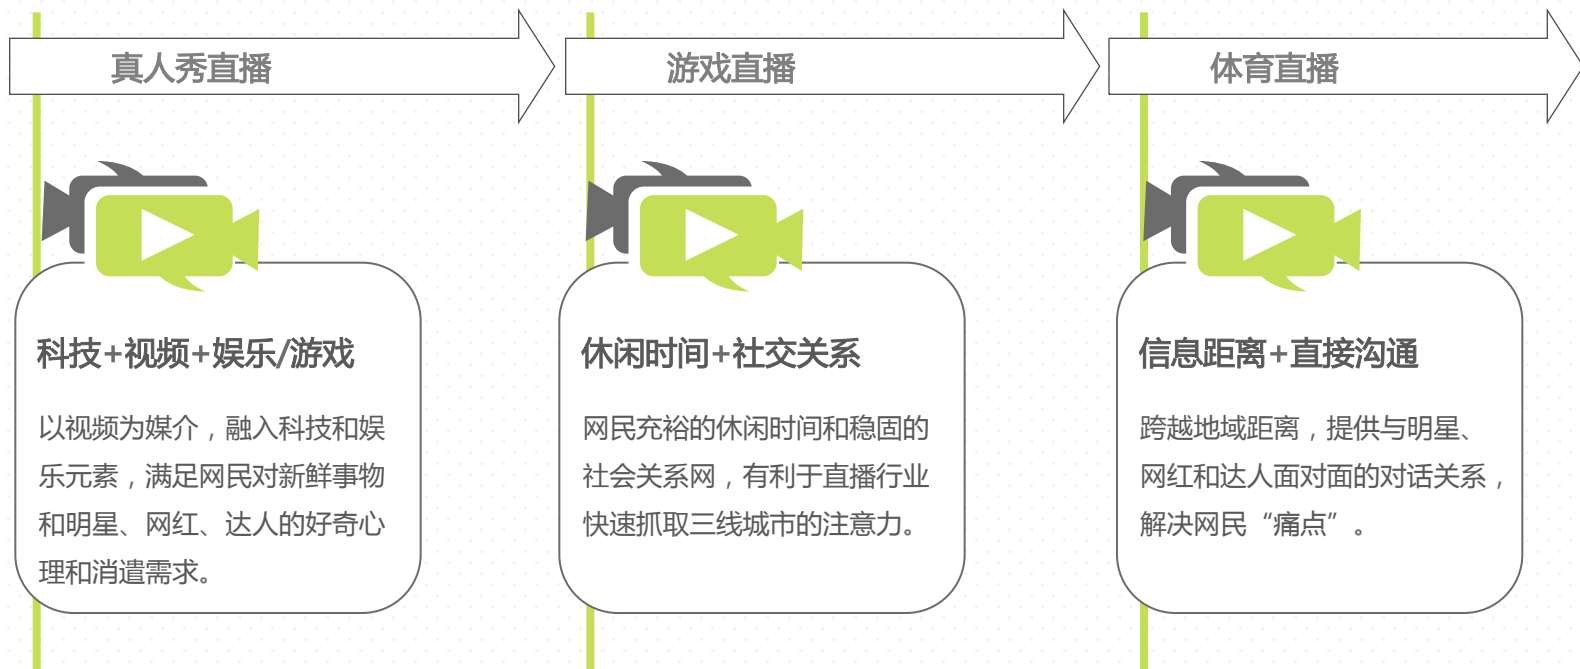 真人秀直播
游戏直播
体育直播
科技+视频+娱乐/游戏
以视频为媒介，融入科技和娱
乐元素，满足网民对新鲜事物
和明星、网红、达人的好奇心
理和消遣需求。
休闲时间+社交关系
网民充裕的休闲时间和稳固的
社会关系网，有利于直播行业
快速抓取三线城市的注意力。
信息距离+直接沟通
跨越地域距离，提供与明星、
网红和达人面对面的对话关系，
解决网民“痛点”。